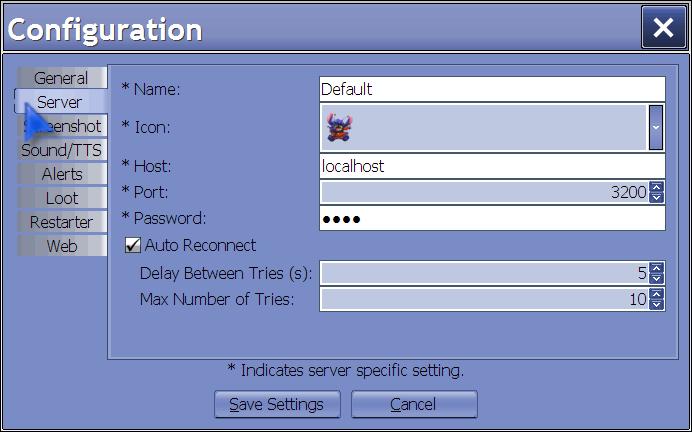 Configuration
General
Server
Screenshot
Sound/TTS
Alerts
Loot
Restarter
Web
* Name: Default
* Icon:
* Host: localhost
* Port: 3200
* Password: ●●●●
Auto Reconnect
Delay Between Tries (s): 5
Max Number of Tries: 10
* Indicates server specific setting.
Save Settings Cancel